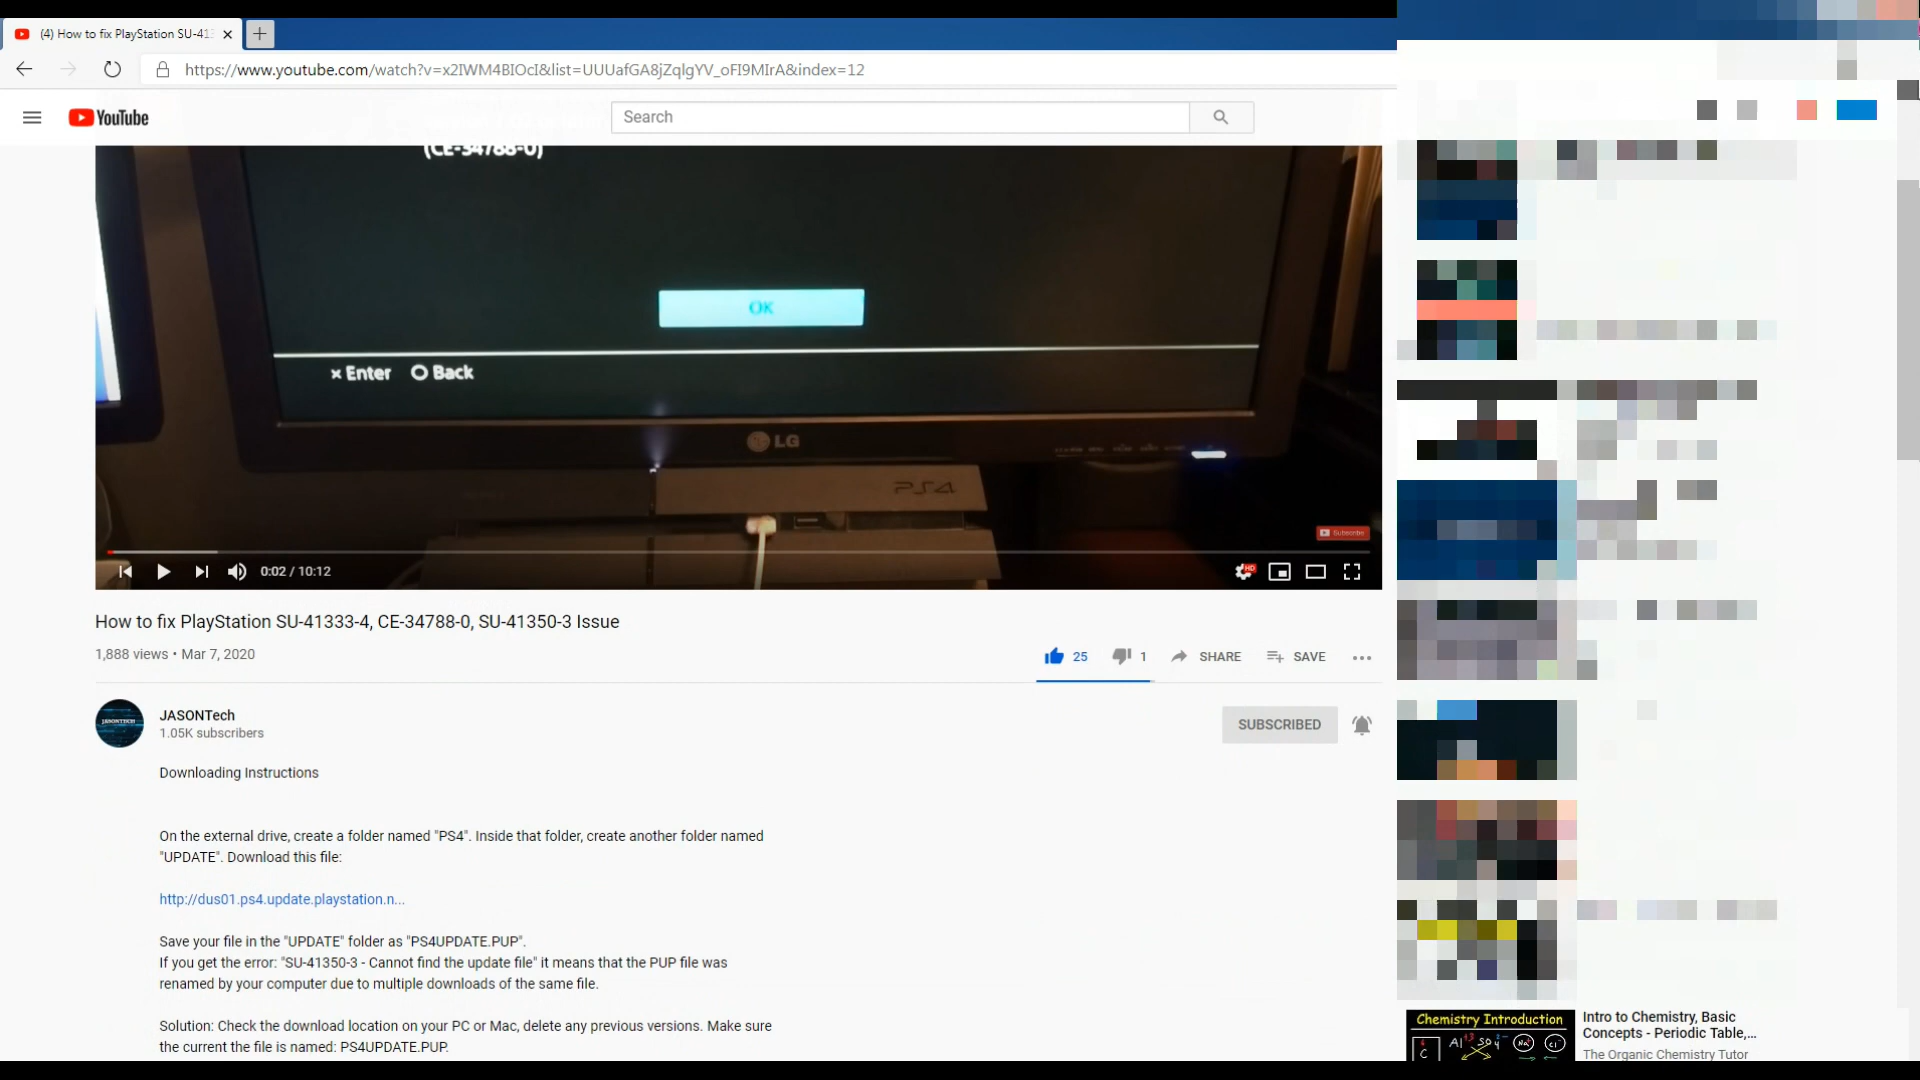 (4) How to fix PlayStation SU-413
https://www.youtube.com/watch?v=x2IWM4BIOcI&list=UUUafGA8jZqlgYV_oFI9MIrA&index=12
YouTube
Search
(CE-34788-0)
OK
× Enter O Back
LG
PS4
Subscribe
0:02 / 10:12
HD
How to fix PlayStation SU-41333-4, CE-34788-0, SU-41350-3 Issue
1,888 views • Mar 7, 2020
25
1
SHARE
SAVE
JASONTECH
JASONTech
1.05K subscribers
SUBSCRIBED
Downloading Instructions
On the external drive, create a folder named "PS4". Inside that folder, create another folder named
"UPDATE". Download this file:
http://dus01.ps4.update.playstation.n...
Save your file in the "UPDATE" folder as "PS4UPDATE.PUP".
If you get the error: "SU-41350-3 - Cannot find the update file" it means that the PUP file was
renamed by your computer due to multiple downloads of the same file.
Solution: Check the download location on your PC or Mac, delete any previous versions. Make sure
the current the file is named: PS4UPDATE.PUP.
Chemistry Introduction
C
Intro to Chemistry, Basic
Concepts - Periodic Table,...
The Organic Chemistry Tutor